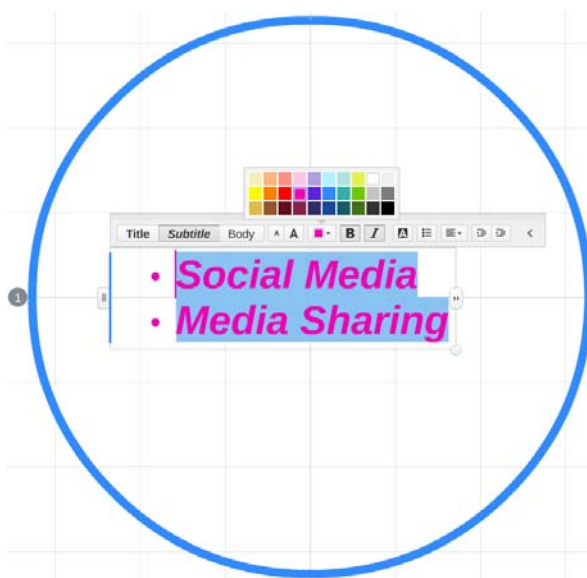 Title Subtitle Body A A B I A
• Social Media
1
• Media Sharing